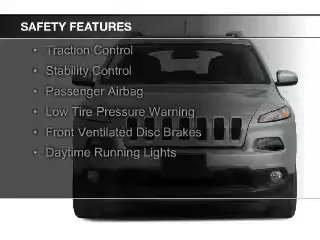 SAFETY FEATURES
• Traction Control
• Stability Control
• Passenger Airbag
• Low Tire Pressure Warning
• Front Ventilated Disc Brakes
• Daytime Running Lights